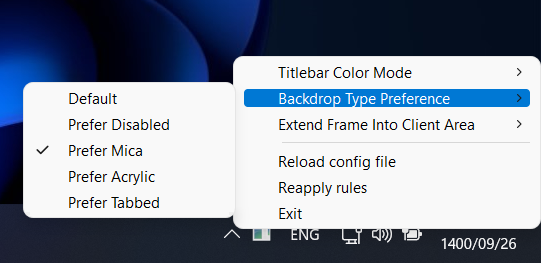 Titlebar Color Mode
Backdrop Type Preference
Extend Frame Into Client Area
Reload config file
Reapply rules
Exit
Default
Prefer Disabled
Prefer Mica
Prefer Acrylic
Prefer Tabbed
ENG
1400/09/26